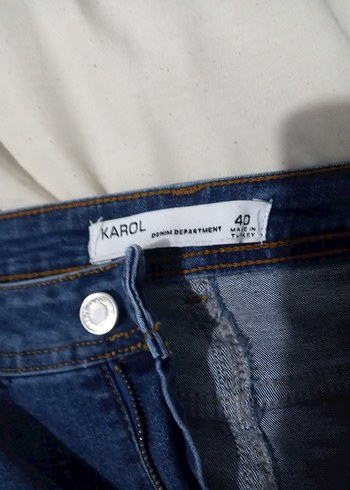 KAROL DENIM DEPARTMENT 40
MADE IN
TURKEY